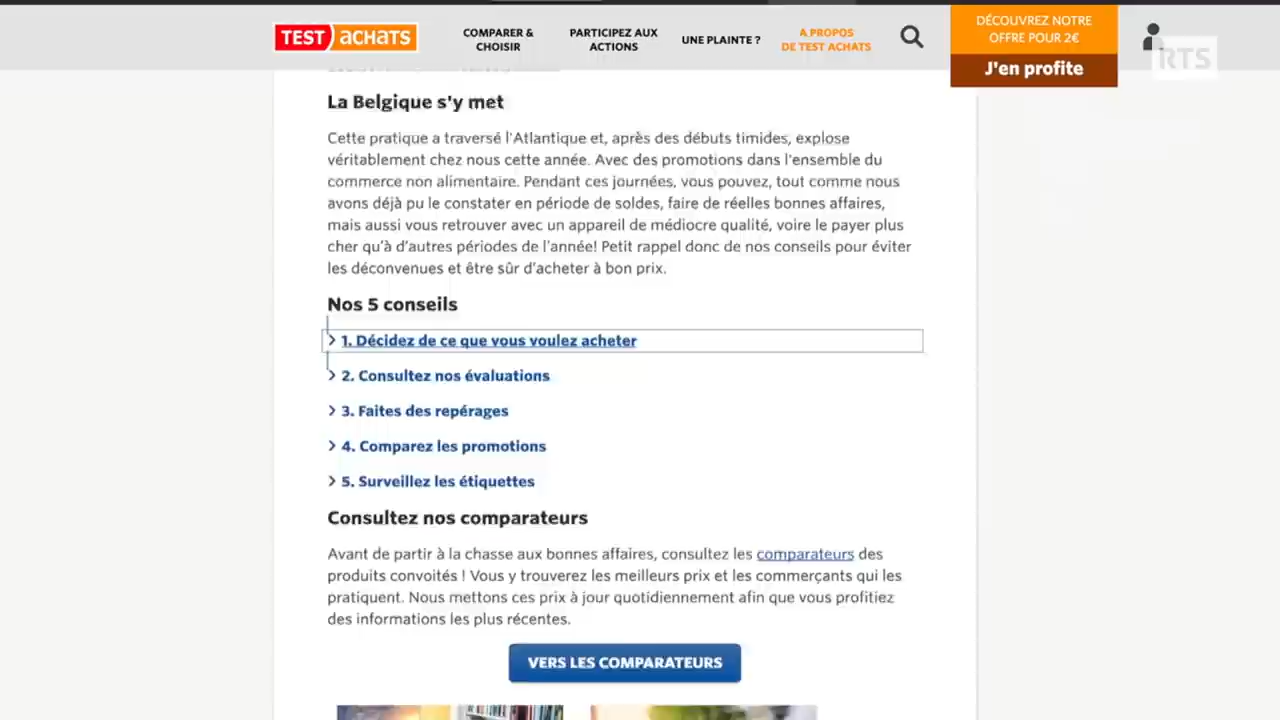 TEST achats
COMPARER &
CHOISIR
PARTICIPEZ AUX
ACTIONS
UNE PLAINTE ?
A PROPOS
DE TEST ACHATS
DÉCOUVREZ NOTRE
OFFRE POUR 2€
J'en profite
RTS
La Belgique s'y met
Cette pratique a traversé l'Atlantique et, après des débuts timides, explose
véritablement chez nous cette année. Avec des promotions dans l'ensemble du
commerce non alimentaire. Pendant ces journées, vous pouvez, tout comme nous
avons déjà pu le constater en période de soldes, faire de réelles bonnes affaires,
mais aussi vous retrouver avec un appareil de médiocre qualité, voire le payer plus
cher qu'à d'autres périodes de l'année! Petit rappel donc de nos conseils pour éviter
les déconvenues et être sûr d'acheter à bon prix.
Nos 5 conseils
1. Décidez de ce que vous voulez acheter
2. Consultez nos évaluations
3. Faites des repérages
4. Comparez les promotions
5. Surveillez les étiquettes
Consultez nos comparateurs
Avant de partir à la chasse aux bonnes affaires, consultez les comparateurs des
produits convoités ! Vous y trouverez les meilleurs prix et les commerçants qui les
pratiquent. Nous mettons ces prix à jour quotidiennement afin que vous profitiez
des informations les plus récentes.
VERS LES COMPARATEURS